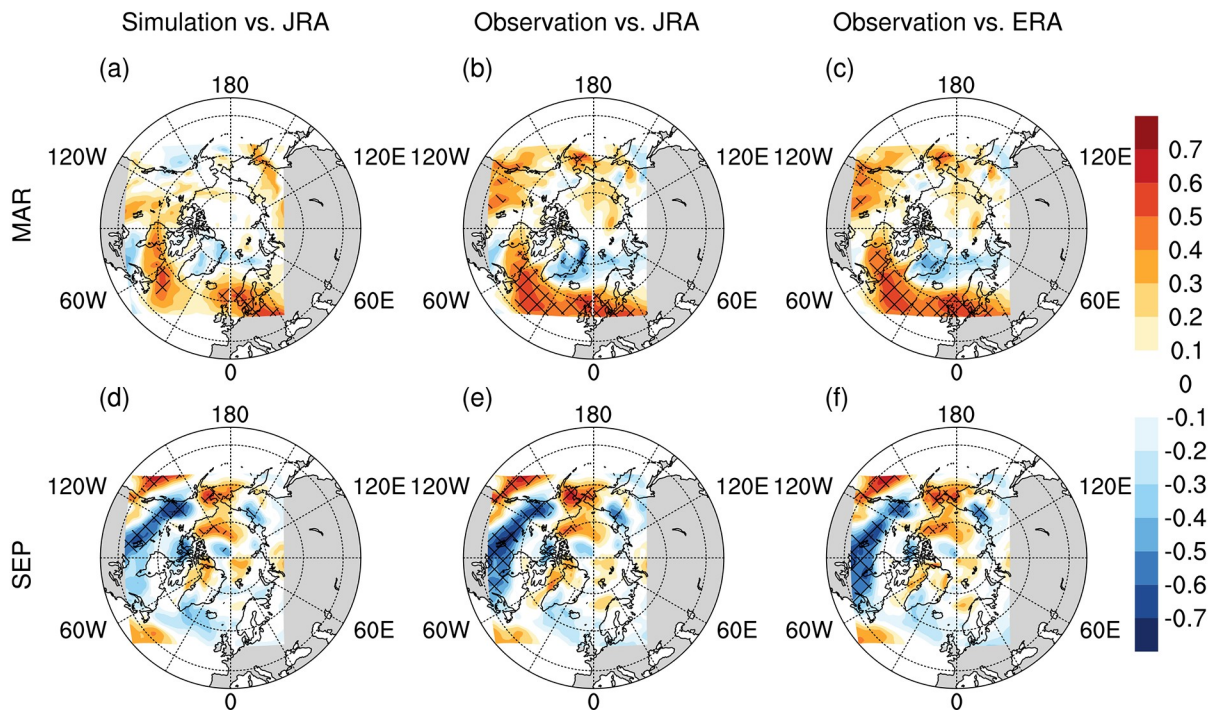 Simulation vs. JRA Observation vs. JRA Observation vs. ERA
(a) (b) (c)
180 180 180
120W 120E 120W 120E 120W 120E
MAR
60W 60E 60W 60E 60W 60E
0 0 0
(d) (e) (f)
180 180 180
120W 120E 120W 120E 120W 120E
SEP
60W 60E 60W 60E 60W 60E
0 0 0
0.7
0.6
0.5
0.4
0.3
0.2
0.1
0
-0.1
-0.2
-0.3
-0.4
-0.5
-0.6
-0.7